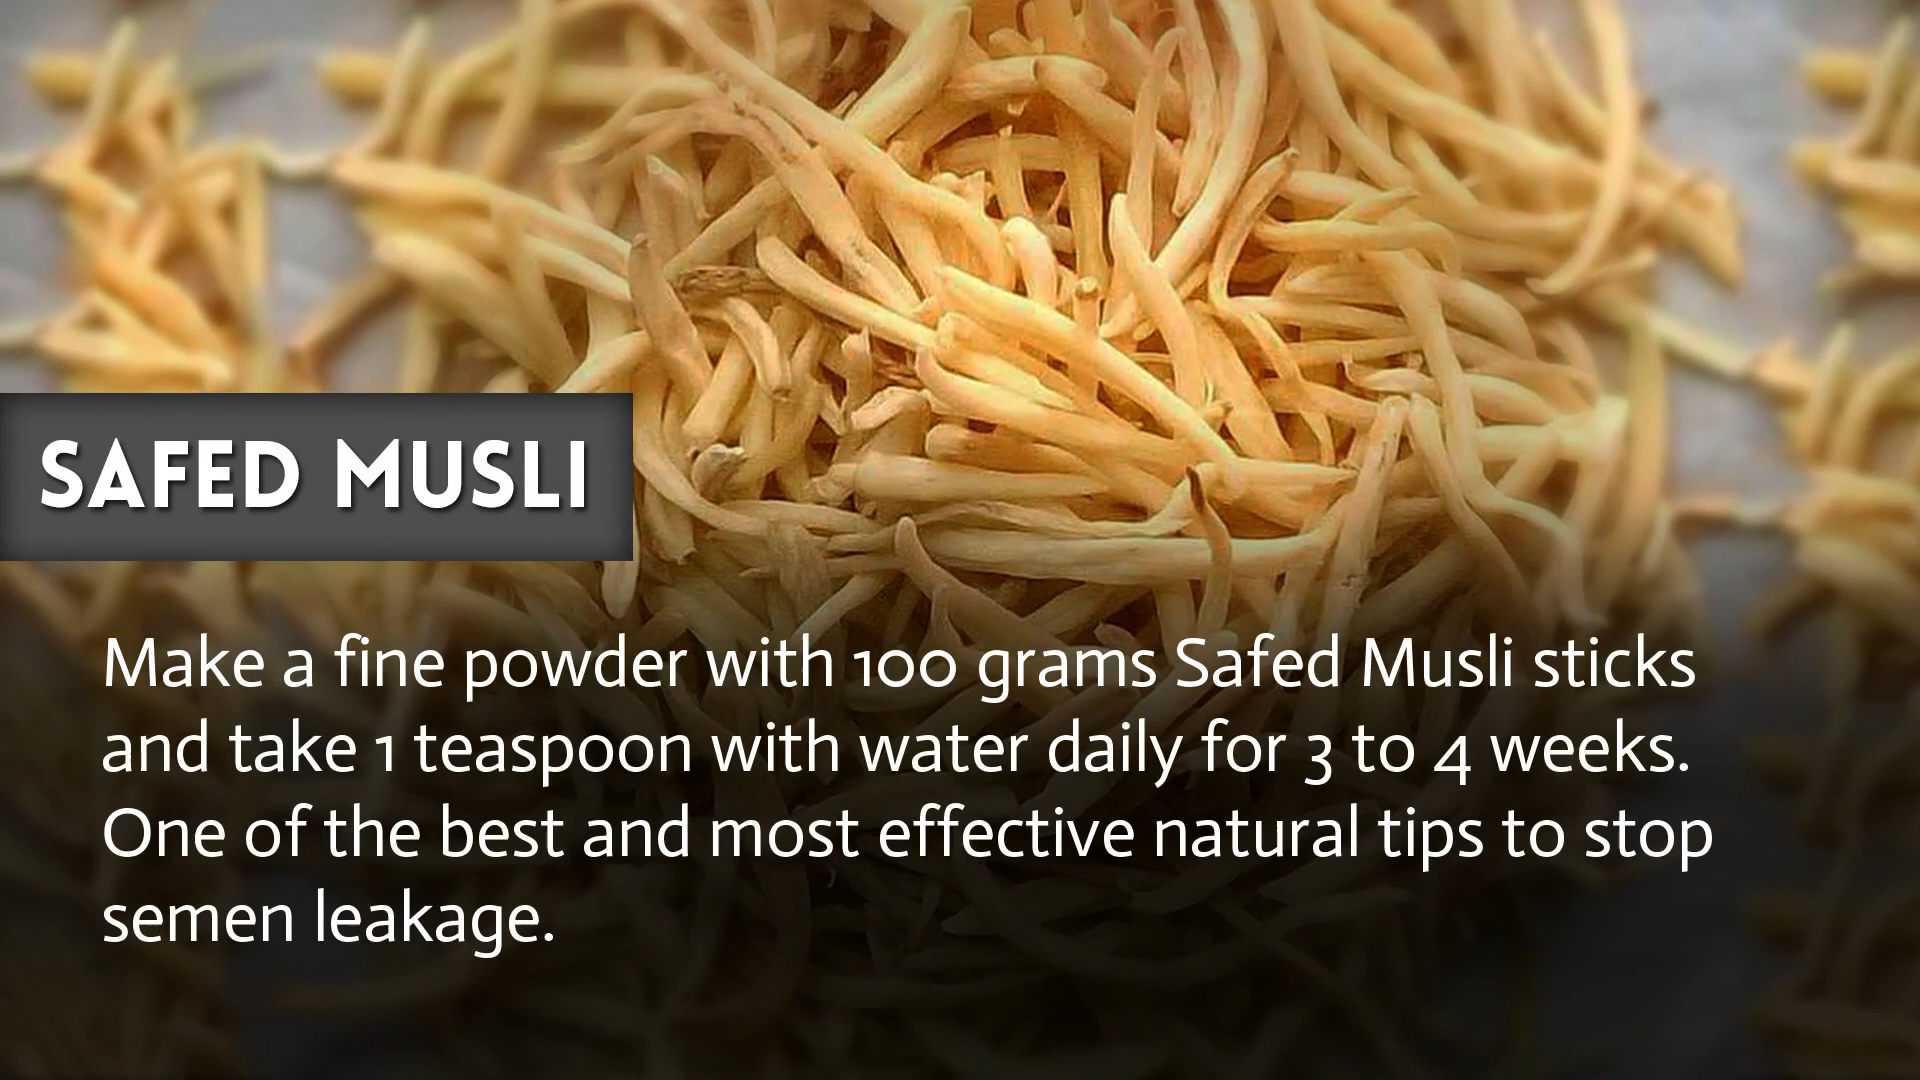 SAFED MUSLI
Make a fine powder with 100 grams Safed Musli sticks
and take 1 teaspoon with water daily for 3 to 4 weeks.
One of the best and most effective natural tips to stop
semen leakage.